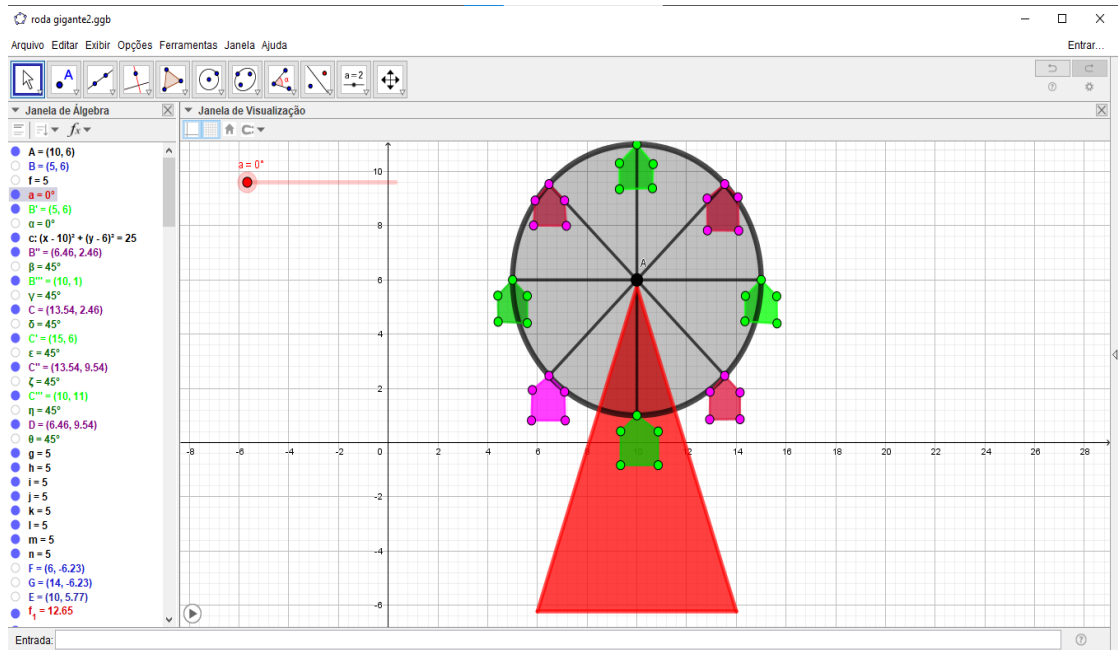 roda gigante2.ggb
Arquivo Editar Exibir Opções Ferramentas Janela Ajuda
Entrar...
A
α
a = 2
Janela de Álgebra
Janela de Visualização
fx
A = (10, 6)
B = (5, 6)
f = 5
a = 0°
B' = (5, 6)
α = 0°
c: (x - 10)² + (y - 6)² = 25
B'' = (6.46, 2.46)
β = 45°
B''' = (10, 1)
γ = 45°
C = (13.54, 2.46)
δ = 45°
C' = (15, 6)
ε = 45°
C'' = (13.54, 9.54)
ζ = 45°
C''' = (10, 11)
η = 45°
D = (6.46, 9.54)
θ = 45°
g = 5
h = 5
i = 5
j = 5
k = 5
l = 5
m = 5
n = 5
F = (6, -6.23)
G = (14, -6.23)
E = (10, 5.77)
f₁ = 12.65
a = 0°
10
8
6
A
4
2
-8 -6 -4 -2 0 2 4 6 8 10 12 14 16 18 20 22 24 26 28
-2
-4
-6
Entrada: